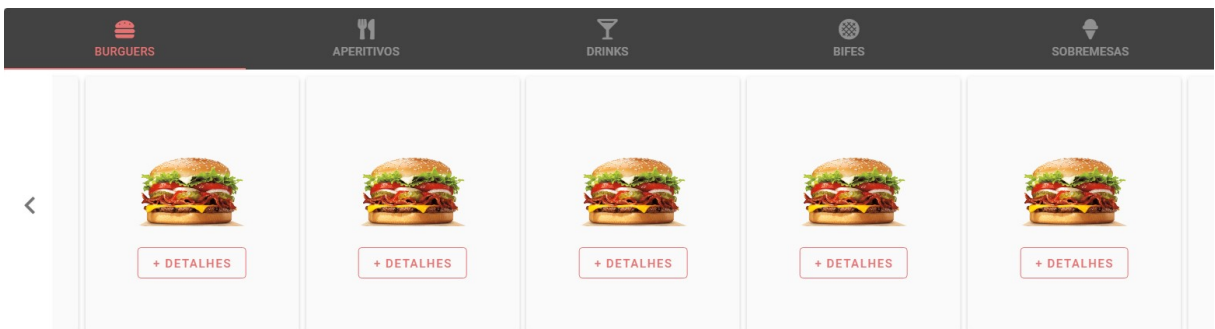 BURGUERS
APERITIVOS
DRINKS
BIFES
SOBREMESAS
+ DETALHES
+ DETALHES
+ DETALHES
+ DETALHES
+ DETALHES